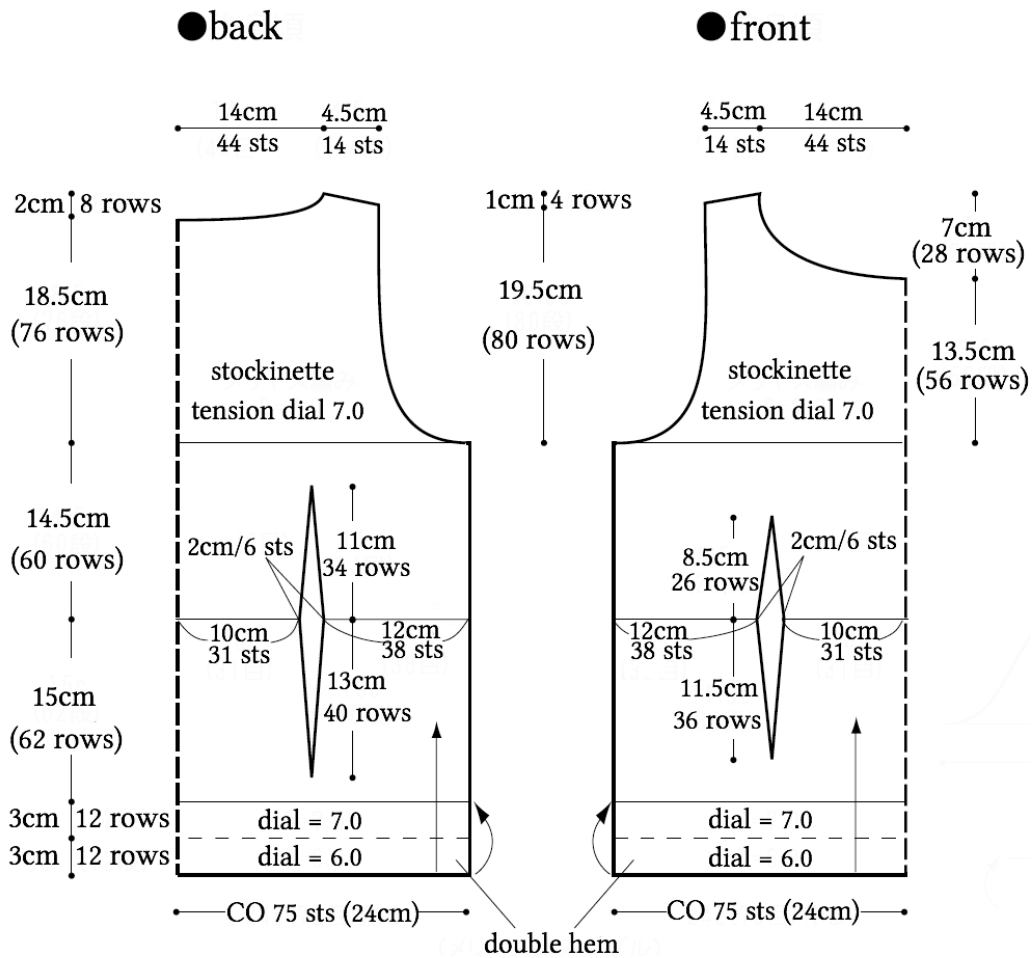 ●back
●front
14cm
44 sts
4.5cm
14 sts
4.5cm
14 sts
14cm
44 sts
2cm
8 rows
1cm
4 rows
7cm
(28 rows)
18.5cm
(76 rows)
19.5cm
(80 rows)
13.5cm
(56 rows)
stockinette
tension dial 7.0
stockinette
tension dial 7.0
14.5cm
(60 rows)
2cm/6 sts
11cm
34 rows
8.5cm
26 rows
2cm/6 sts
10cm
31 sts
12cm
38 sts
12cm
38 sts
10cm
31 sts
15cm
(62 rows)
13cm
40 rows
11.5cm
36 rows
3cm
12 rows
dial = 7.0
dial = 7.0
3cm
12 rows
dial = 6.0
dial = 6.0
CO 75 sts (24cm)
CO 75 sts (24cm)
double hem